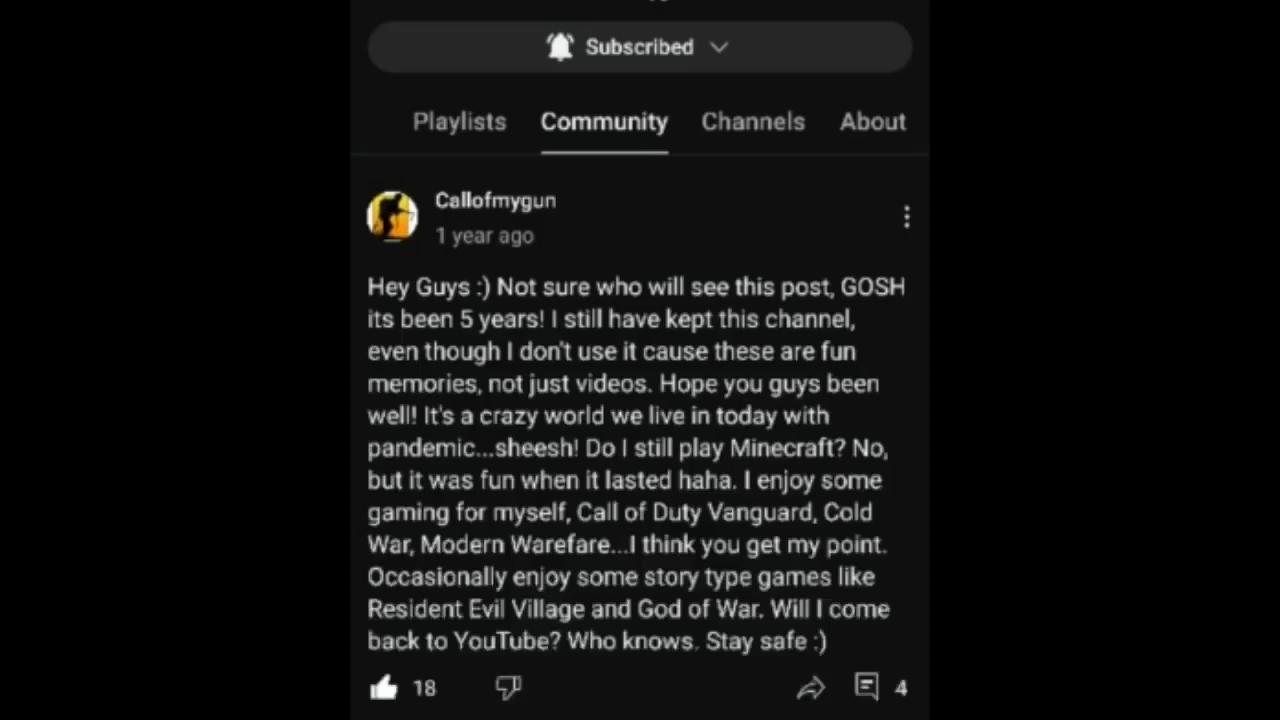 Subscribed
Playlists Community Channels About
Callofmygun
1 year ago
Hey Guys :) Not sure who will see this post, GOSH
its been 5 years! I still have kept this channel,
even though I don't use it cause these are fun
memories, not just videos. Hope you guys been
well! It's a crazy world we live in today with
pandemic...sheesh! Do I still play Minecraft? No,
but it was fun when it lasted haha. I enjoy some
gaming for myself, Call of Duty Vanguard, Cold
War, Modern Warefare...I think you get my point.
Occasionally enjoy some story type games like
Resident Evil Village and God of War. Will I come
back to YouTube? Who knows. Stay safe :)
18 4